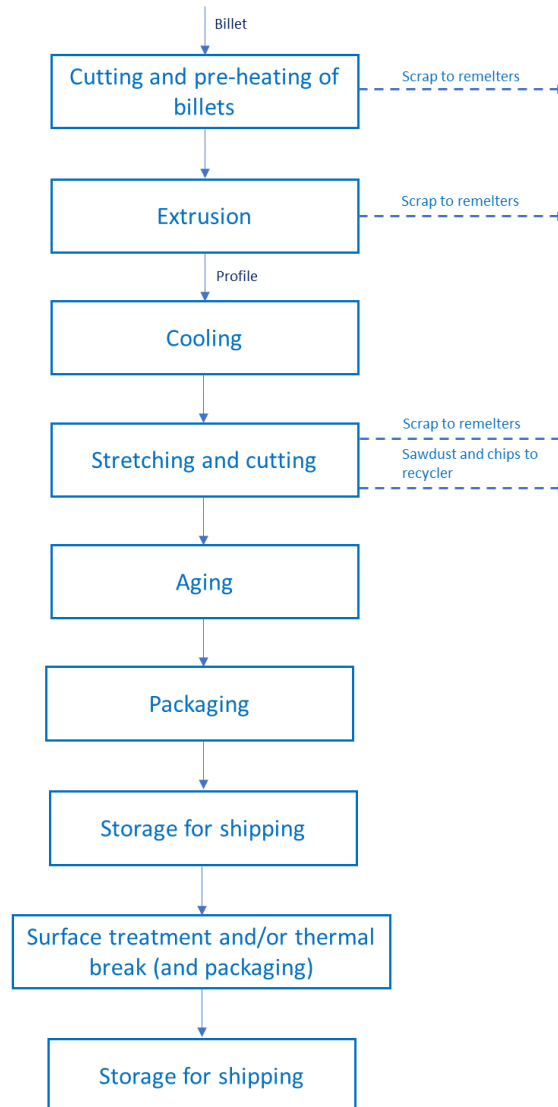 Billet
Cutting and pre-heating of
billets
Scrap to remelters
Extrusion
Scrap to remelters
Profile
Cooling
Stretching and cutting
Scrap to remelters
Sawdust and chips to
recycler
Aging
Packaging
Storage for shipping
Surface treatment and/or thermal
break (and packaging)
Storage for shipping